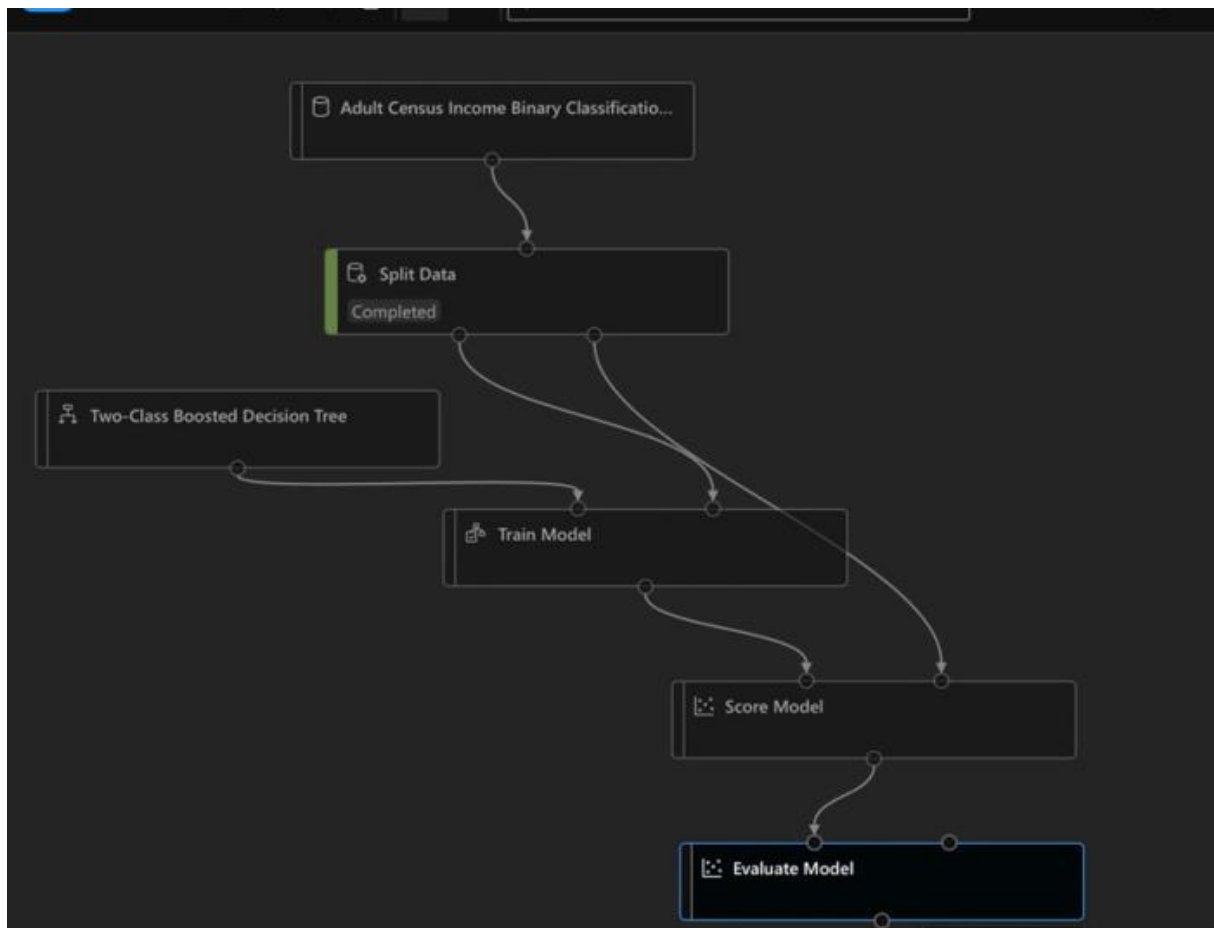 Adult Census Income Binary Classificatio...
Split Data
Completed
Two-Class Boosted Decision Tree
Train Model
Score Model
Evaluate Model